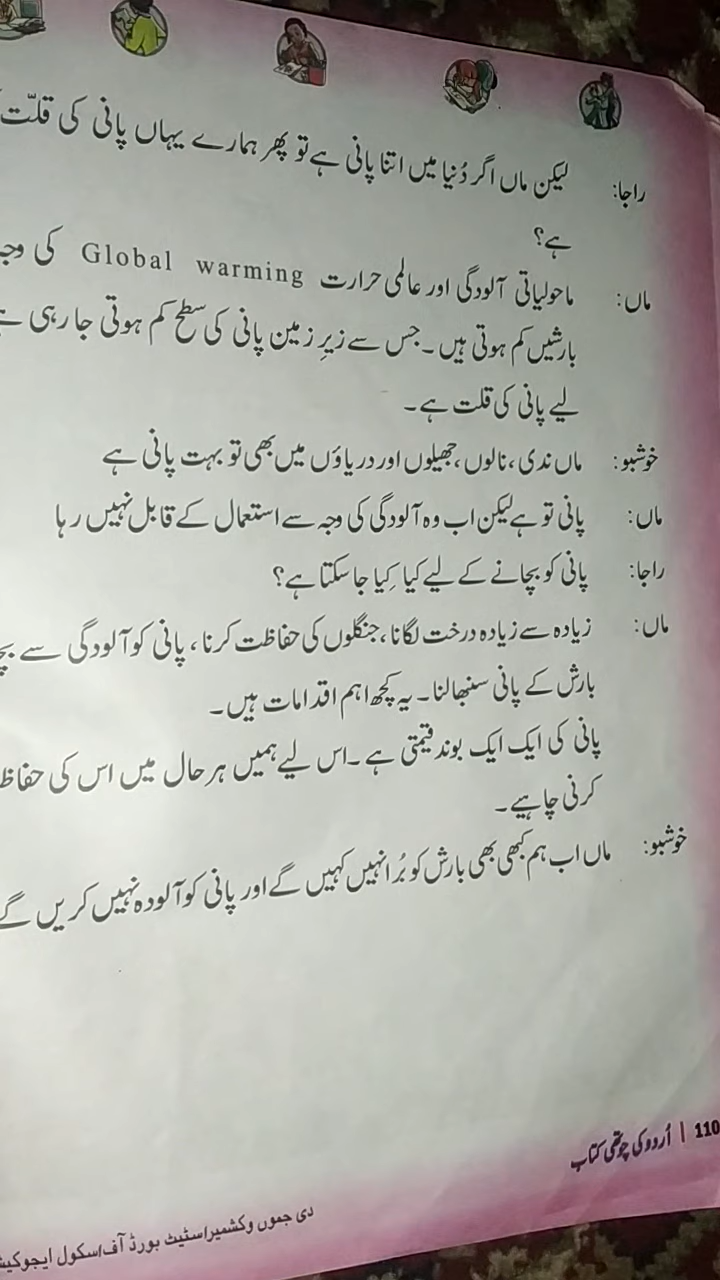 راجا: لیکن ماں اگر دُنیا میں اتنا پانی ہے تو پھر ہمارے یہاں پانی کی قلّت
ہے؟
ماں: ماحولیاتی آلودگی اور عالمی حرارت Global warming کی
بارشیں کم ہوتی ہیں۔ جس سے زیرِ زمین پانی کی سطح کم ہوتی جا رہی
لیے پانی کی قلت ہے۔
خوشبو: ماں ندی، نالوں، جھیلوں اور دریاؤں میں بھی تو بہت پانی ہے
ماں: پانی تو ہے لیکن اب وہ آلودگی کی وجہ سے استعمال کے قابل نہیں رہا
راجا: پانی کو بچانے کے لیے کیا کِیا جا سکتا ہے؟
ماں: زیادہ سے زیادہ درخت لگانا، جنگلوں کی حفاظت کرنا، پانی کو آلودگی سے
بارش کے پانی سنبھالنا۔ یہ کچھ اہم اقدامات ہیں۔
پانی کی ایک ایک بوند قیمتی ہے۔ اس لیے ہمیں ہر حال میں اس کی
کرنی چاہیے۔
خوشبو: ماں اب ہم کبھی بھی بارش کو بُرا نہیں کہیں گے اور پانی کو آلودہ نہیں کریں گے
110 | اُردو کی چوتھی کتاب
دی جموں و کشمیر اسٹیٹ بورڈ آف اسکول